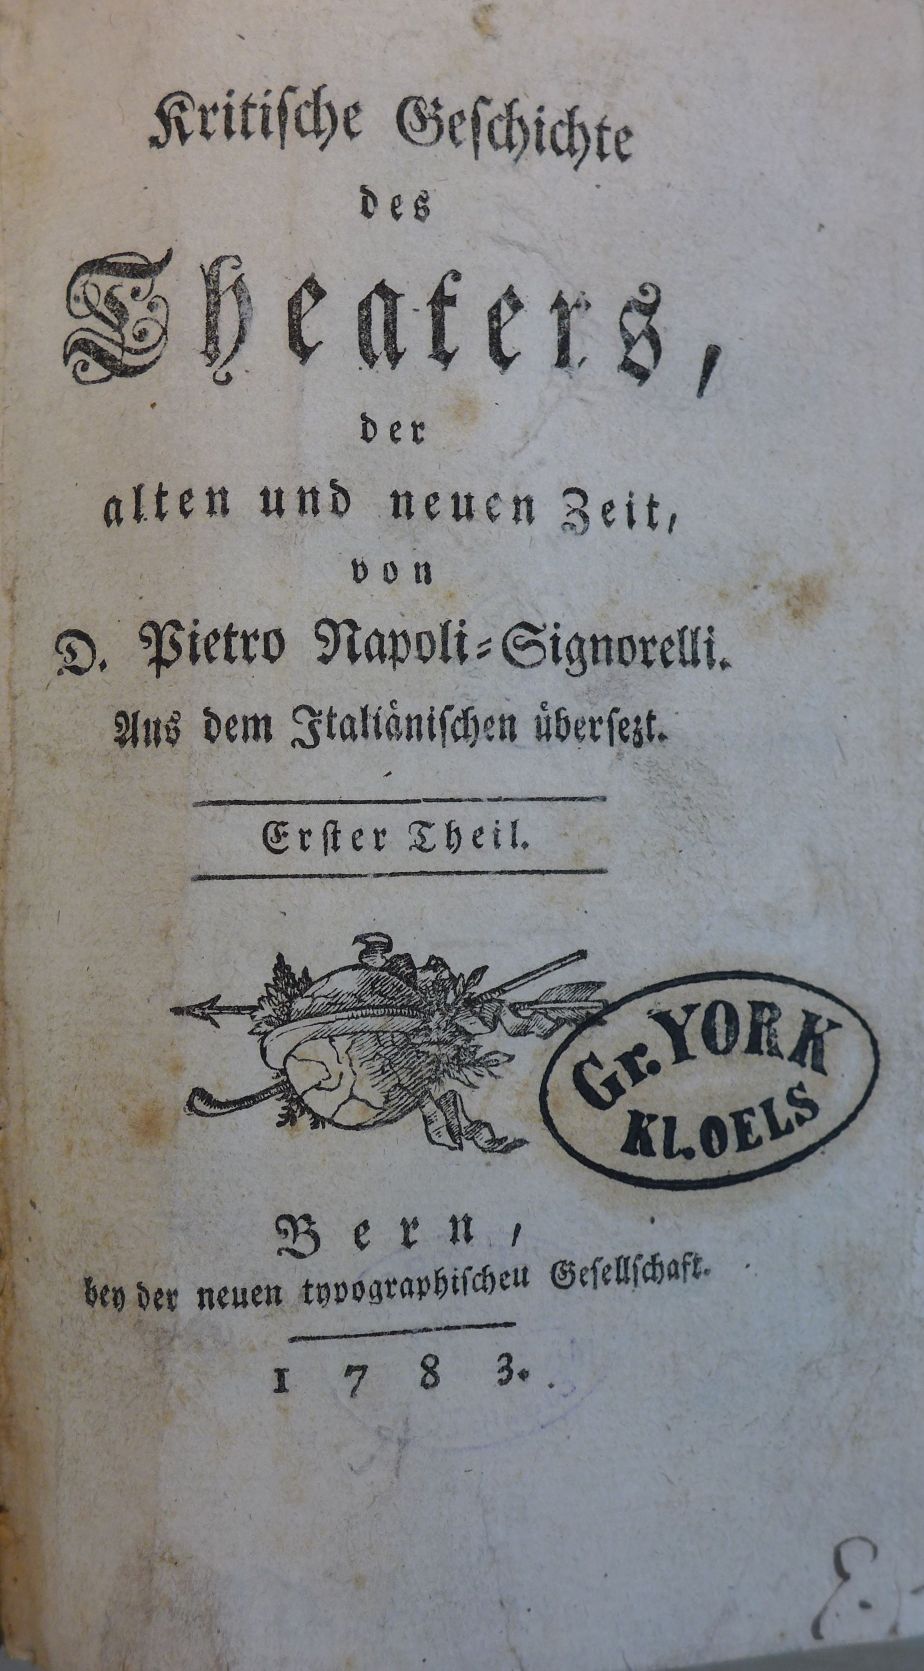 Kritische Geschichte
des
Theaters,
der
alten und neuen Zeit,
von
D. Pietro Napoli-Signorelli.
Aus dem Italiänischen übersezt.
Erster Theil.
Gr. YORK
Kl. OELS
Bern,
bey der neuen typographischen Gesellschaft.
1783.